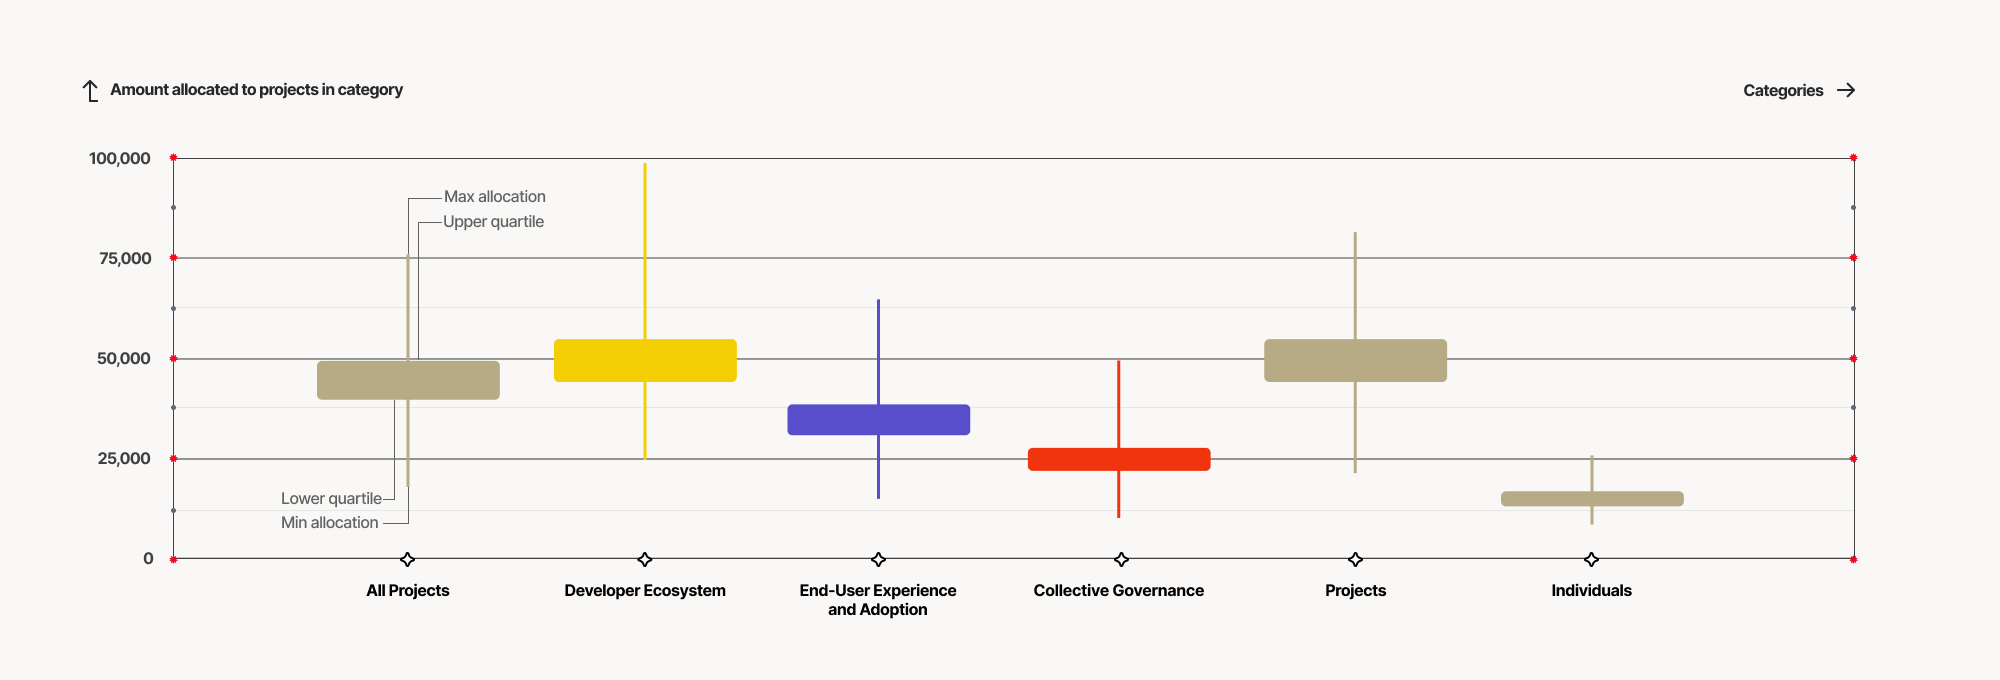 Amount allocated to projects in category
Categories
100,000
Max allocation
Upper quartile
75,000
50,000
25,000
Lower quartile
Min allocation
0
All Projects
Developer Ecosystem
End-User Experience
and Adoption
Collective Governance
Projects
Individuals